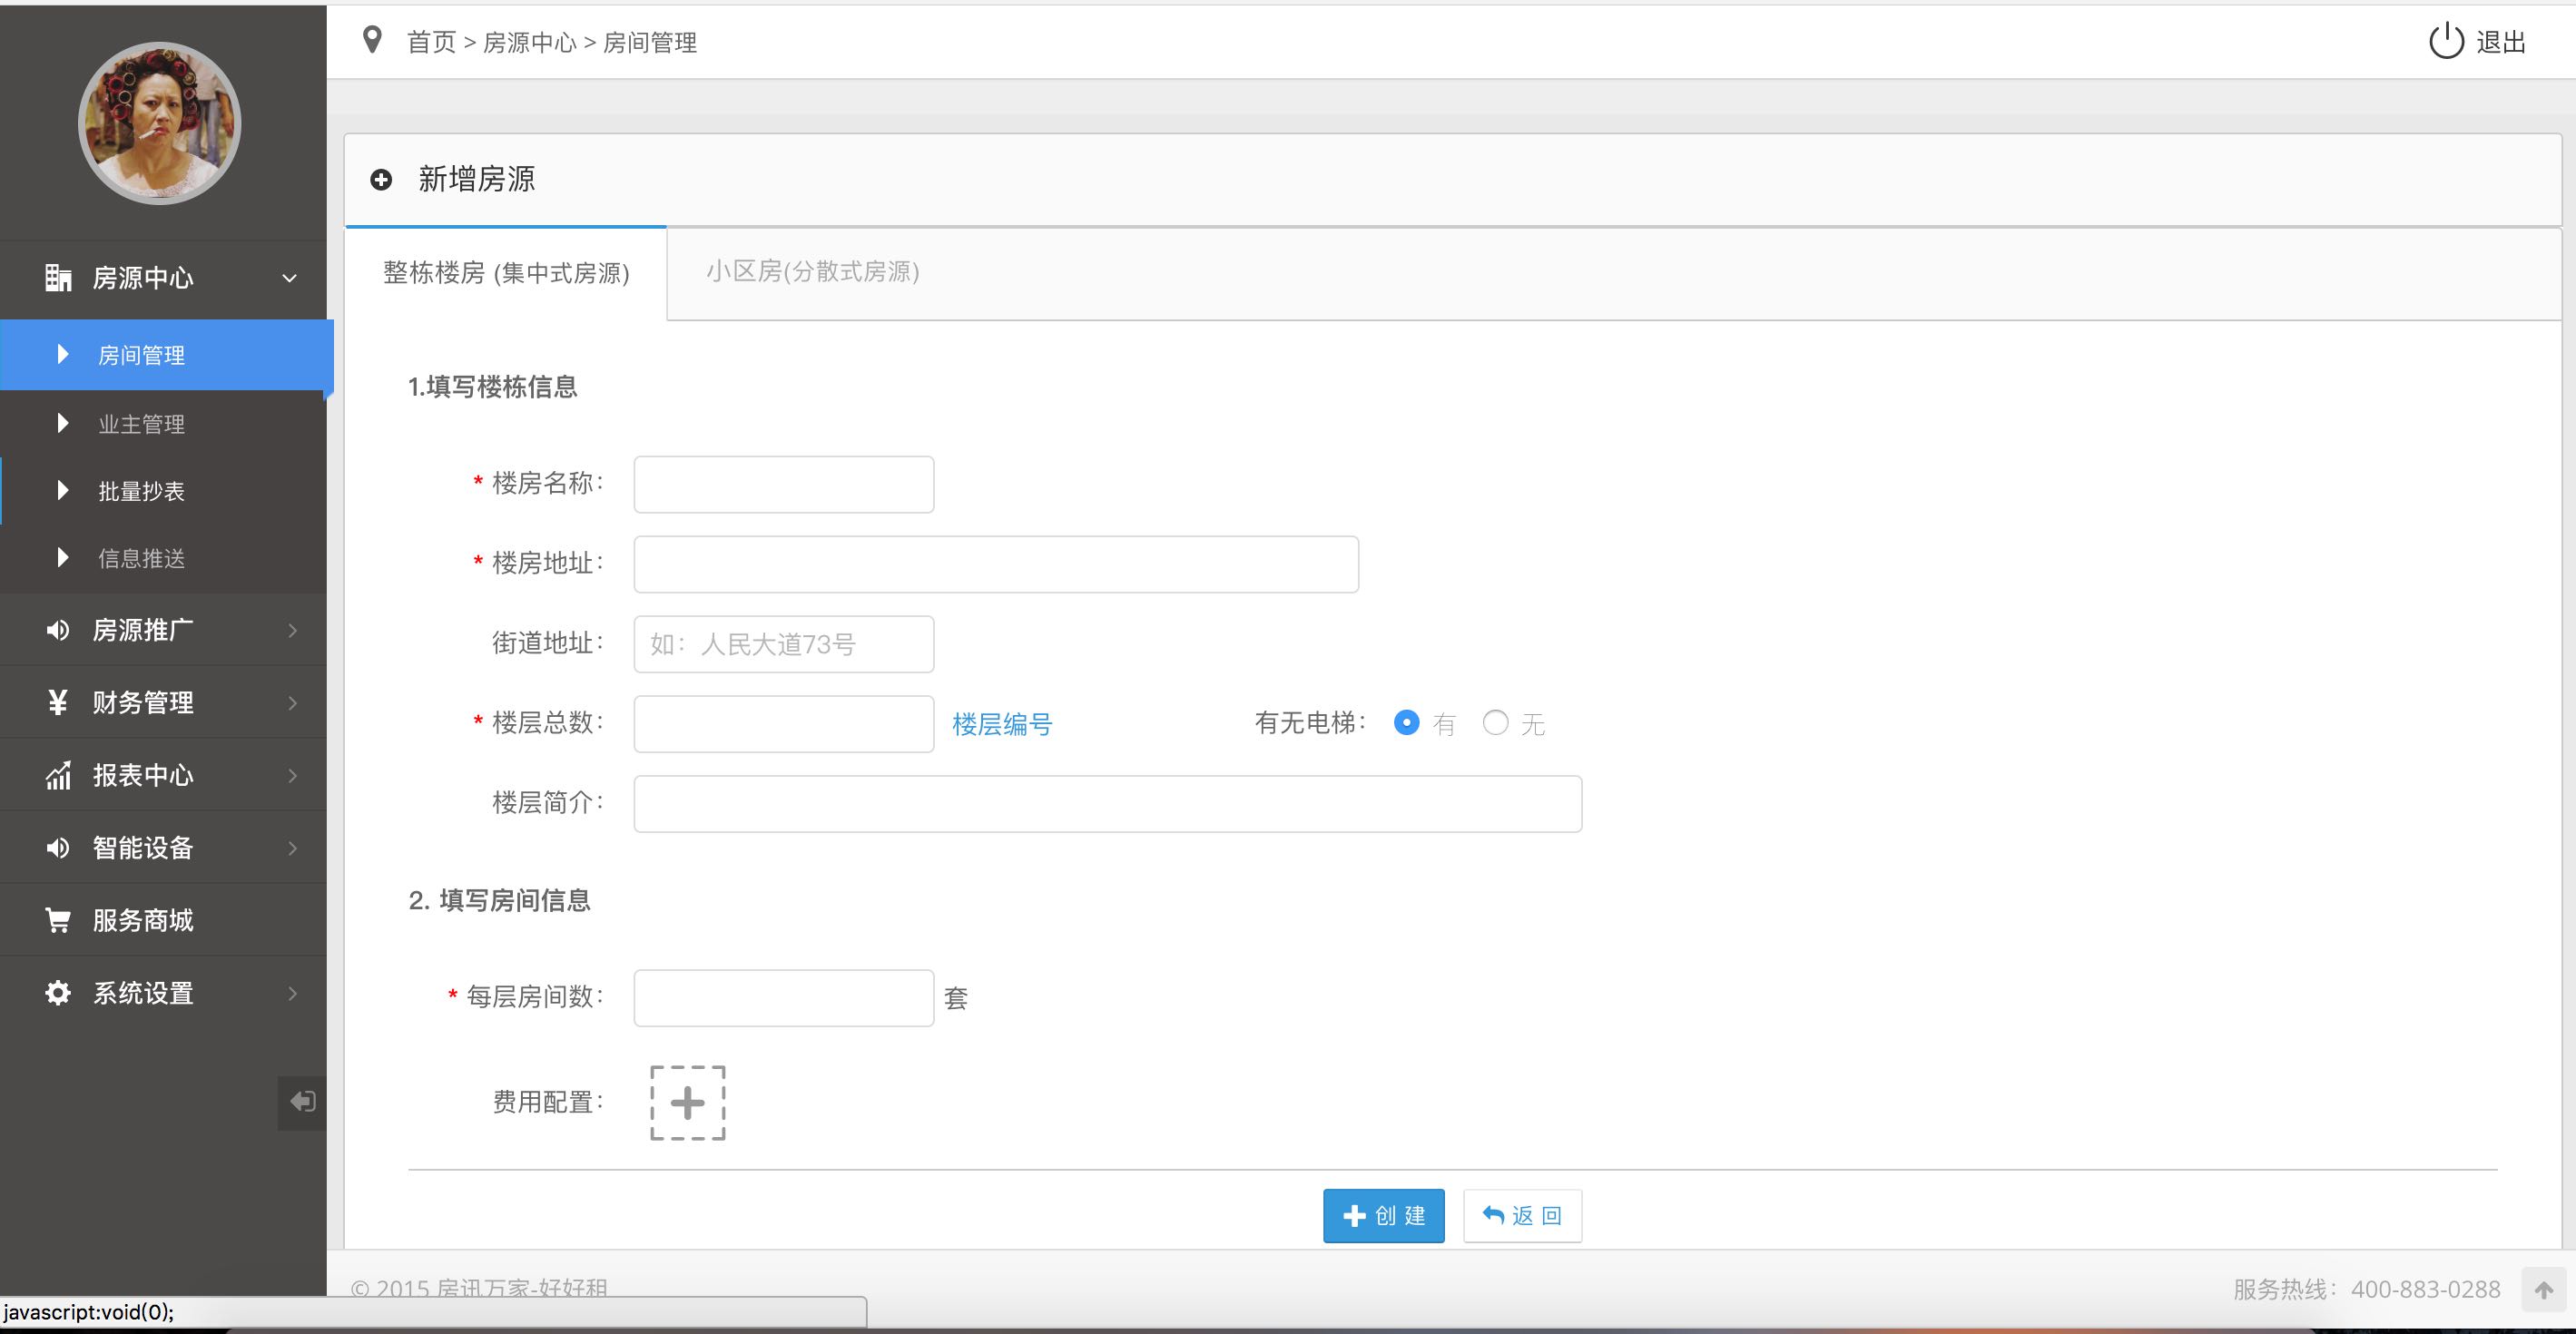 首页 > 房源中心 > 房间管理
退出
新增房源
房源中心
房间管理
业主管理
批量抄表
信息推送
房源推广
财务管理
报表中心
智能设备
服务商城
系统设置
整栋楼房 (集中式房源)
小区房(分散式房源)
1.填写楼栋信息
* 楼房名称：
* 楼房地址：
街道地址： 如：人民大道73号
* 楼层总数： 楼层编号 有无电梯： 有 无
楼层简介：
2. 填写房间信息
* 每层房间数： 套
费用配置：
创 建 返 回
© 2015 房讯万家-好好租
服务热线：400-883-0288
javascript:void(0);